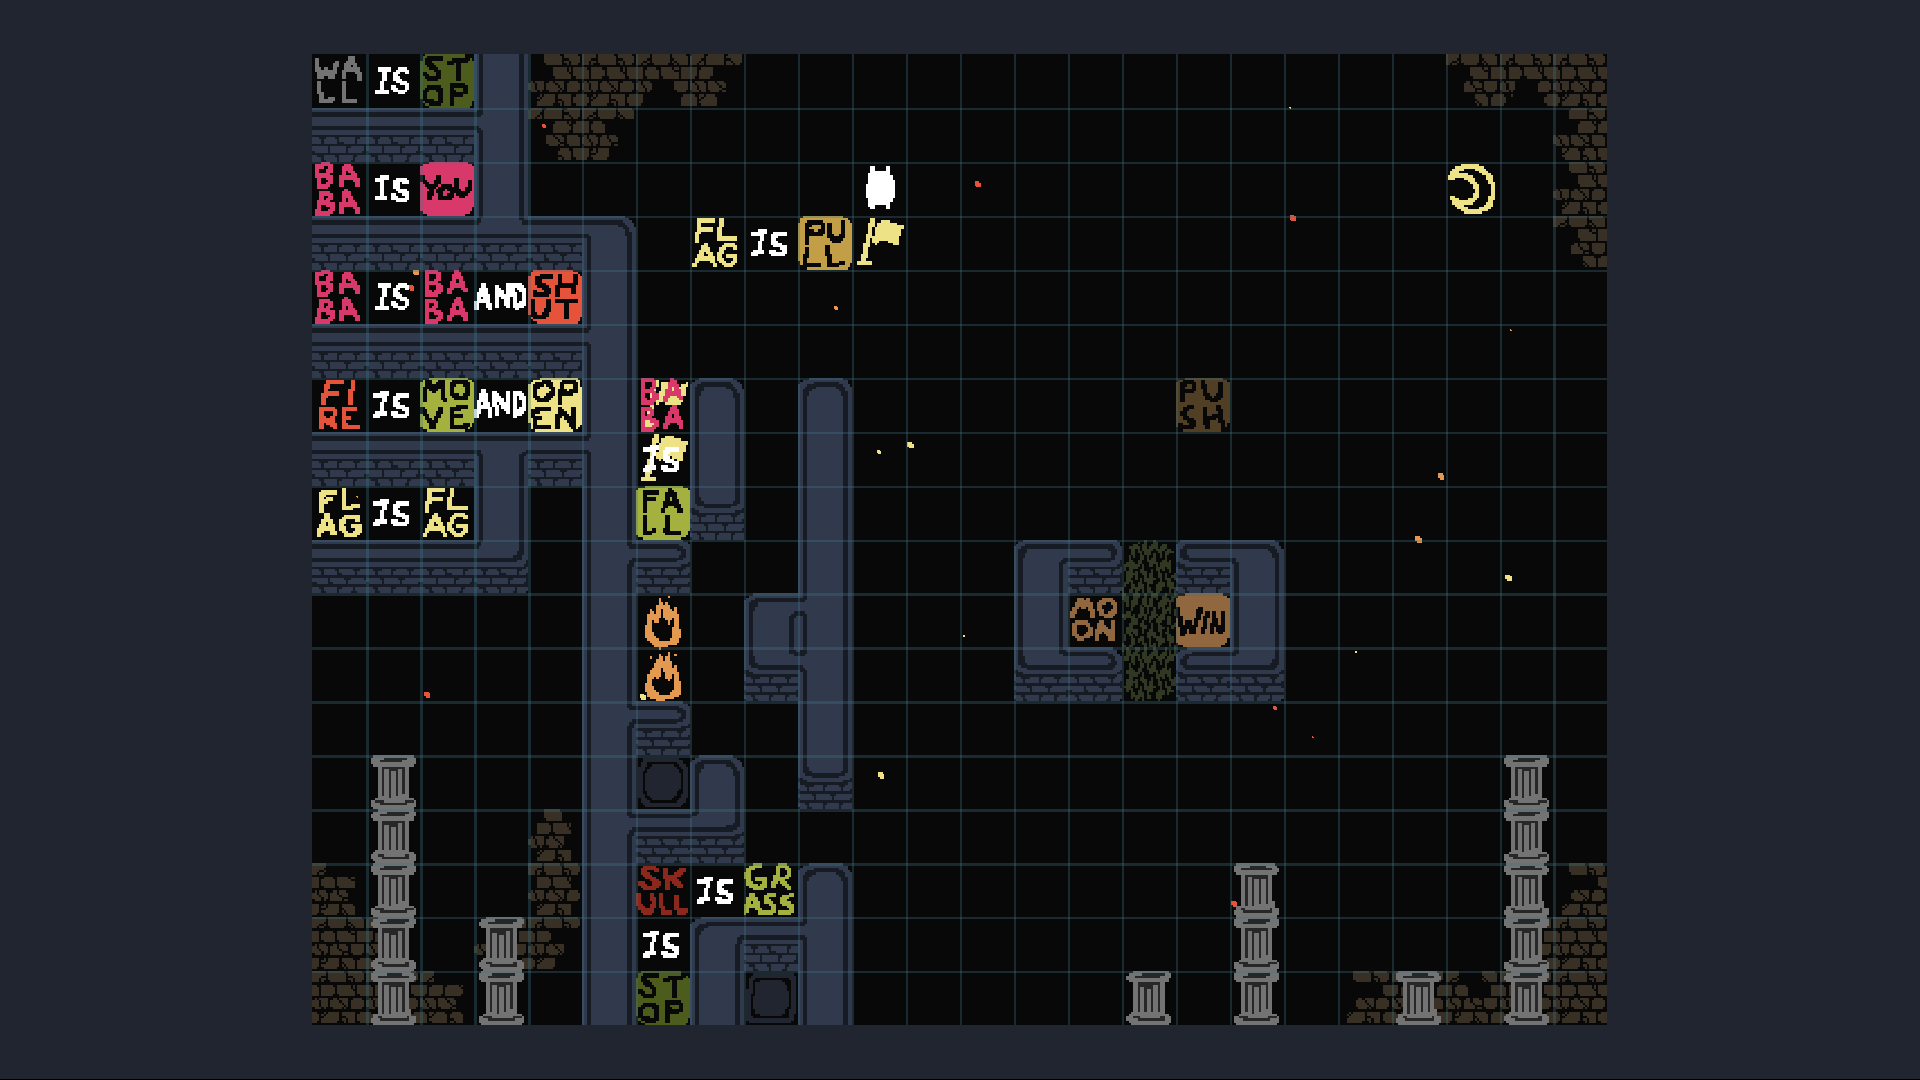 WALL IS STOP
BABA IS YOU
FLAG IS PULL
BABA IS BABA AND SHUT
FIRE IS MOVE AND OPEN
BABA
PUSH
IS
FLAG IS FLAG
FALL
MOON
WIN
SKULL IS GRASS
IS
STOP